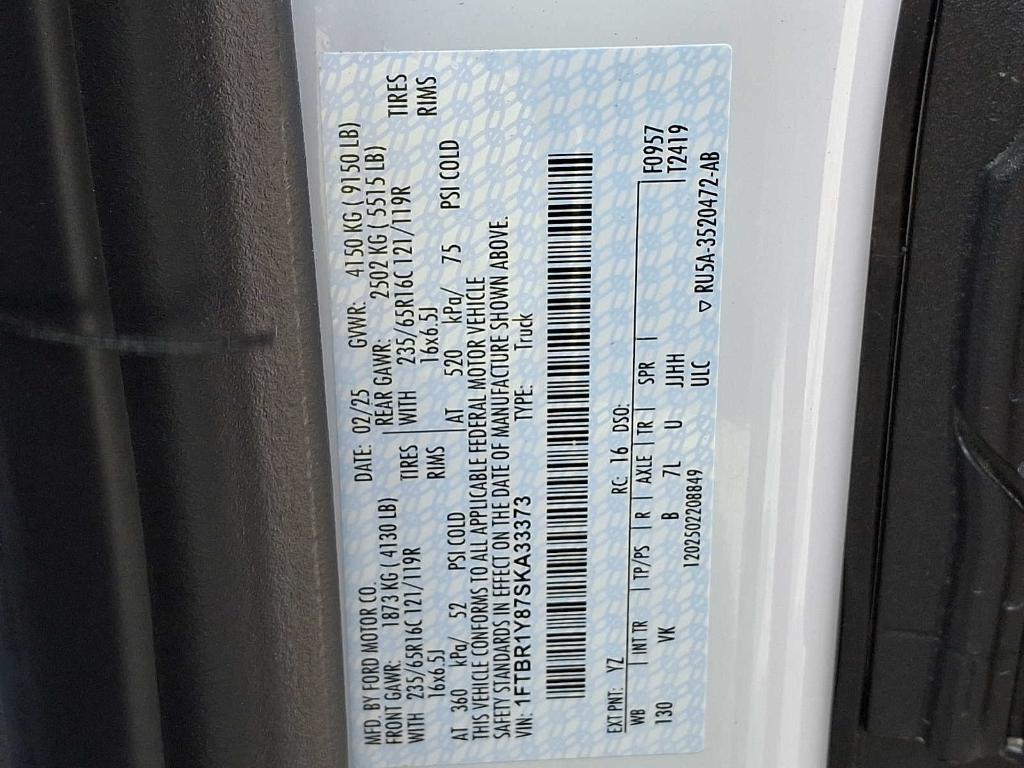 MFD. BY FORD MOTOR CO. DATE: 02/25 GVWR: 4150 KG ( 9150 LB)
FRONT GAWR: 1873 KG ( 4130 LB) REAR GAWR: 2502 KG ( 5515 LB)
WITH 235/65R16C 121/119R TIRES WITH 235/65R16C 121/119R TIRES
16x6.5J RIMS 16x6.5J RIMS
AT 360 kPa/ 52 PSI COLD AT 520 kPa/ 75 PSI COLD
THIS VEHICLE CONFORMS TO ALL APPLICABLE FEDERAL MOTOR VEHICLE
SAFETY STANDARDS IN EFFECT ON THE DATE OF MANUFACTURE SHOWN ABOVE.
VIN: 1FTBR1Y87SKA33373 TYPE: Truck
EXT PNT: YZ RC: 16 DSO: F0957
WB INT TR TP/PS R AXLE TR SPR T2419
130 VK B 7L U JJHH
ULC
1202502208849 ▽ RU5A-3520472-AB